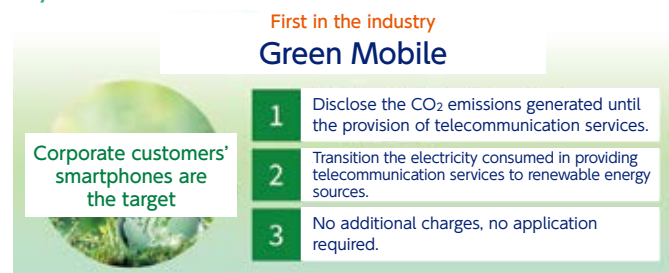 First in the industry
Green Mobile
Corporate customers'
smartphones are
the target
1
Disclose the CO₂ emissions generated until
the provision of telecommunication services.
2
Transition the electricity consumed in providing
telecommunication services to renewable energy
sources.
3
No additional charges, no application
required.